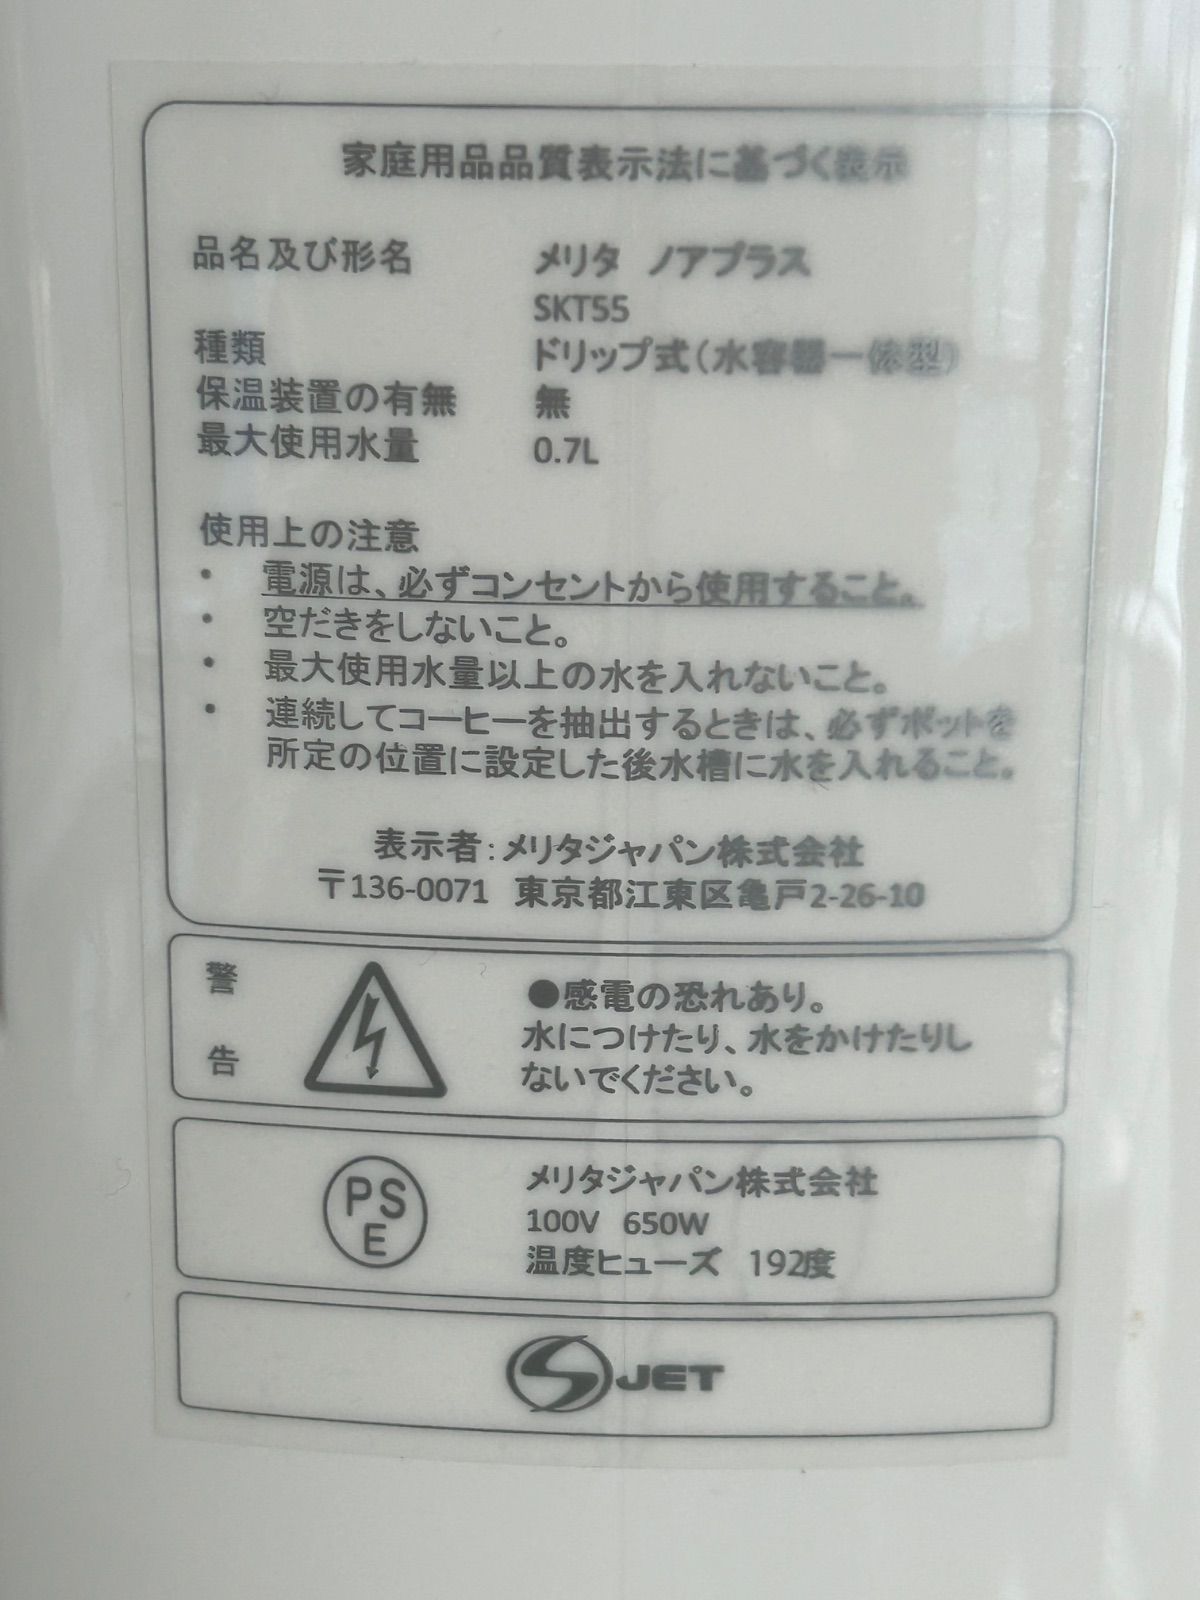 家庭用品品質表示法に基づく表示
品名及び形名 メリタ ノアプラス
SKT55
種類 ドリップ式(水容器一体型)
保温装置の有無 無
最大使用水量 0.7L
使用上の注意
・ 電源は、必ずコンセントから使用すること。
・ 空だきをしないこと。
・ 最大使用水量以上の水を入れないこと。
・ 連続してコーヒーを抽出するときは、必ずポットを
所定の位置に設定した後水槽に水を入れること。
表示者:メリタジャパン株式会社
〒136-0071 東京都江東区亀戸2-26-10
警告
●感電の恐れあり。
水につけたり、水をかけたりし
ないでください。
PS
E
メリタジャパン株式会社
100V 650W
温度ヒューズ 192度
S JET